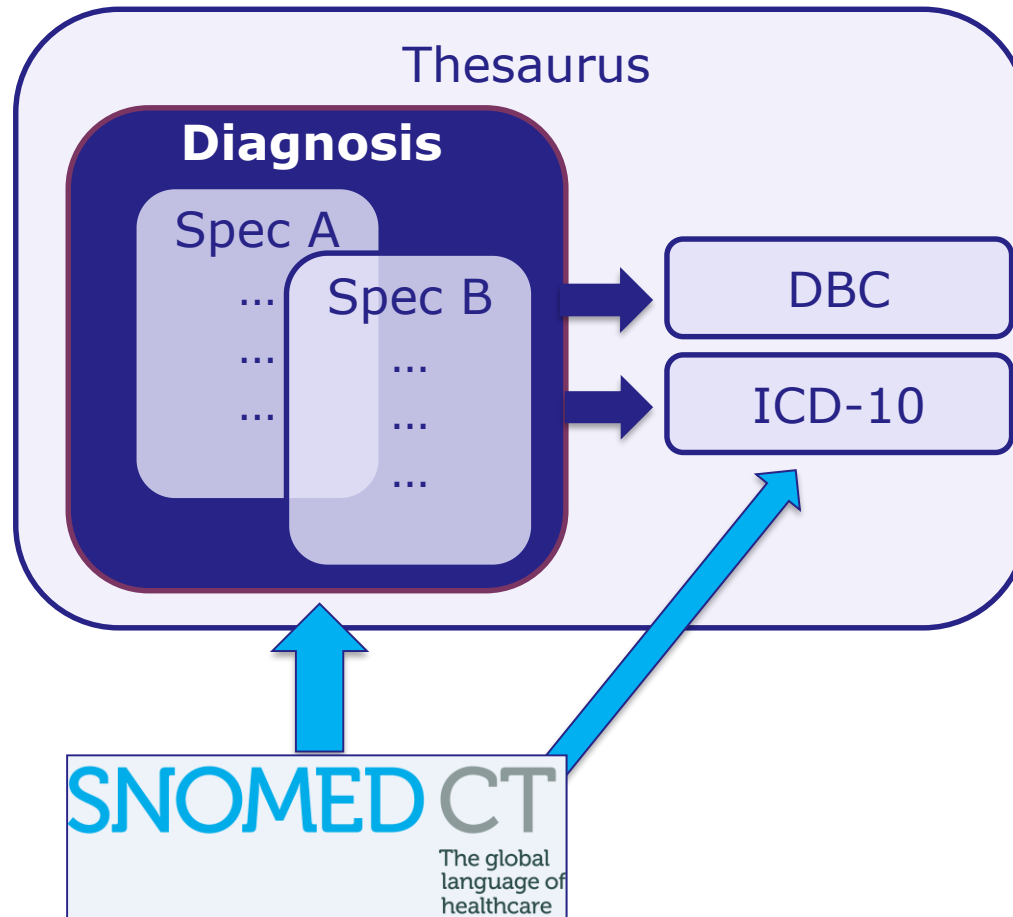 Thesaurus
Diagnosis
Spec A
...
...
...
Spec B
...
...
...
DBC
ICD-10
SNOMED CT
The global
language of
healthcare